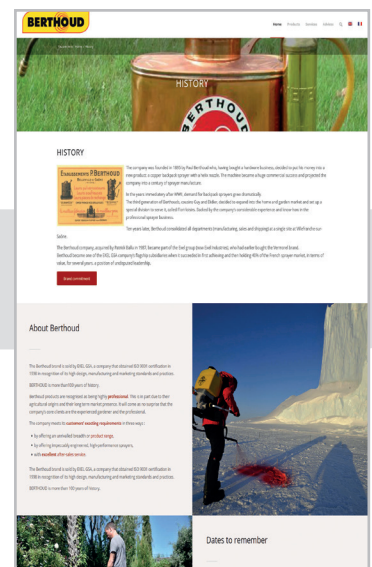 BERTHOUD
Home Products Services Advices
HISTORY
BERTHOUD
HISTORY
ETABLISSEMENTS P. BERTHOUD
The company was founded in 1895 by Paul Berthoud who, having bought a hardware business, decided to put his money into a
new product: a copper backpack sprayer with a helix nozzle. The machine became a huge commercial success and projected the
company into a century of sprayer manufacture.
In the years immediately after WWII, demand for backpack sprayers grew dramatically.
The third generation of Berthouds, cousins Guy and Didier, decided to expand into the home and garden market and set up a
special division to serve it, called Fruit Voisins. Backed by the company's considerable experience and know-how in the
professional sprayer business.
Ten years later, Berthoud consolidated all departments (manufacturing, sales and shipping) at a single site at Villefranche-sur-
Saône.
The Berthoud company, acquired by Patrick Ballu in 1987, became part of the Exel group (now Exel Industries), who had earlier bought the Vermorel brand.
Berthoud became one of the EXEL GSA company's flagship subsidiaries when it succeeded in first achieving and then holding 40% of the French sprayer market, in terms of
value, for several years, a position of undisputed leadership.
Brand commitment
About Berthoud
The Berthoud brand is sold by EXEL GSA, a company that obtained ISO 9001 certification in
1998 in recognition of its high design, manufacturing and marketing standards and practices.
BERTHOUD is more than 100 years of history.
Berthoud products are recognised as being highly professional. This is in part due to their
agricultural origins and their long term market presence. It will come as no surprise that the
company's core clients are the experienced gardener and the professional.
The company meets its customers' exacting requirements in three ways :
by offering an unrivalled breadth or product range,
by offering impeccably engineered, high performance sprayers,
with excellent after-sales service.
The Berthoud brand is sold by EXEL GSA, a company that obtained ISO 9001 certification in
1998 in recognition of its high design, manufacturing and marketing standards and practices.
BERTHOUD is more than 100 years of history.
Dates to remember